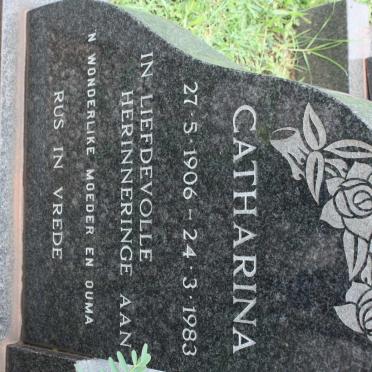 CATHARINA
27·5·1906 - 24·3·1983
IN LIEFDEVOLLE
HERINNERINGE AAN
'N WONDERLIKE MOEDER EN OUMA
RUS IN VREDE